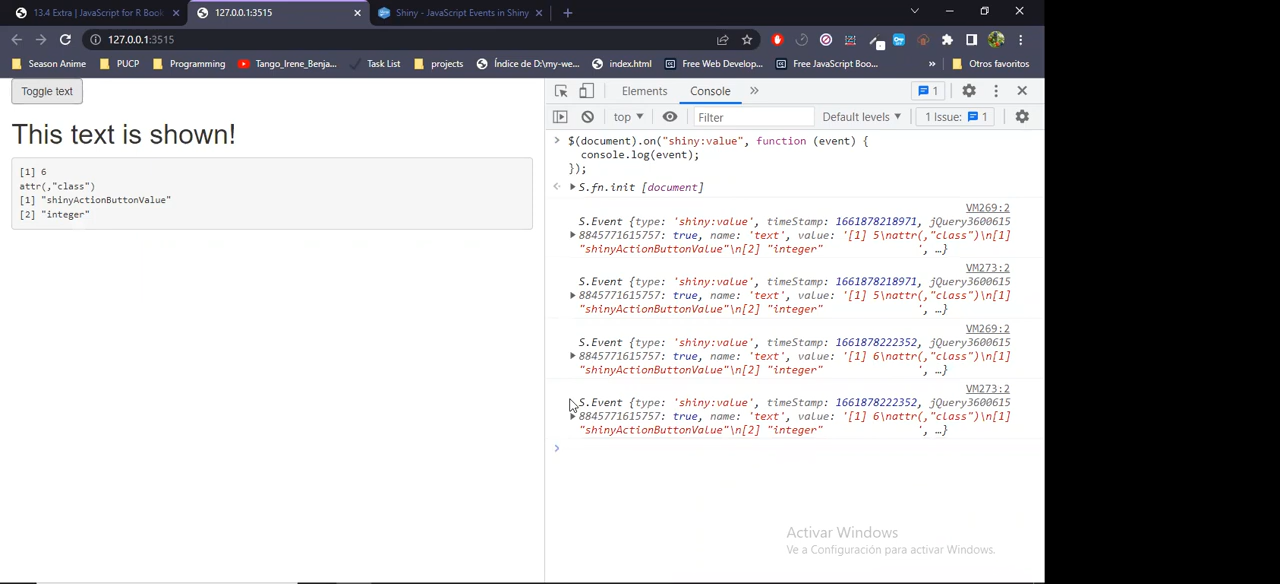 13.4 Extra | JavaScript for R Book
127.0.0.1:3515
Shiny - JavaScript Events in Shiny
127.0.0.1:3515
Season Anime
PUCP
Programming
Tango_Irene_Benja...
Task List
projects
Índice de D:\my-we...
index.html
Free Web Develop...
Free JavaScript Boo...
»
Otros favoritos
Toggle text
This text is shown!
[1] 6
attr(,"class")
[1] "shinyActionButtonValue"
[2] "integer"
Elements
Console
»
1
top ▼
Filter
Default levels ▼
1 Issue: 1
$(document).on("shiny:value", function (event) {
console.log(event);
});
S.fn.init [document]
VM269:2
S.Event {type: 'shiny:value', timeStamp: 1661878218971, jQuery3600615
8845771615757: true, name: 'text', value: '[1] 5\nattr(,"class")\n[1]
"shinyActionButtonValue"\n[2] "integer" ', …}
VM273:2
S.Event {type: 'shiny:value', timeStamp: 1661878218971, jQuery3600615
8845771615757: true, name: 'text', value: '[1] 5\nattr(,"class")\n[1]
"shinyActionButtonValue"\n[2] "integer" ', …}
VM269:2
S.Event {type: 'shiny:value', timeStamp: 1661878222352, jQuery3600615
8845771615757: true, name: 'text', value: '[1] 6\nattr(,"class")\n[1]
"shinyActionButtonValue"\n[2] "integer" ', …}
VM273:2
S.Event {type: 'shiny:value', timeStamp: 1661878222352, jQuery3600615
8845771615757: true, name: 'text', value: '[1] 6\nattr(,"class")\n[1]
"shinyActionButtonValue"\n[2] "integer" ', …}
Activar Windows
Ve a Configuración para activar Windows.